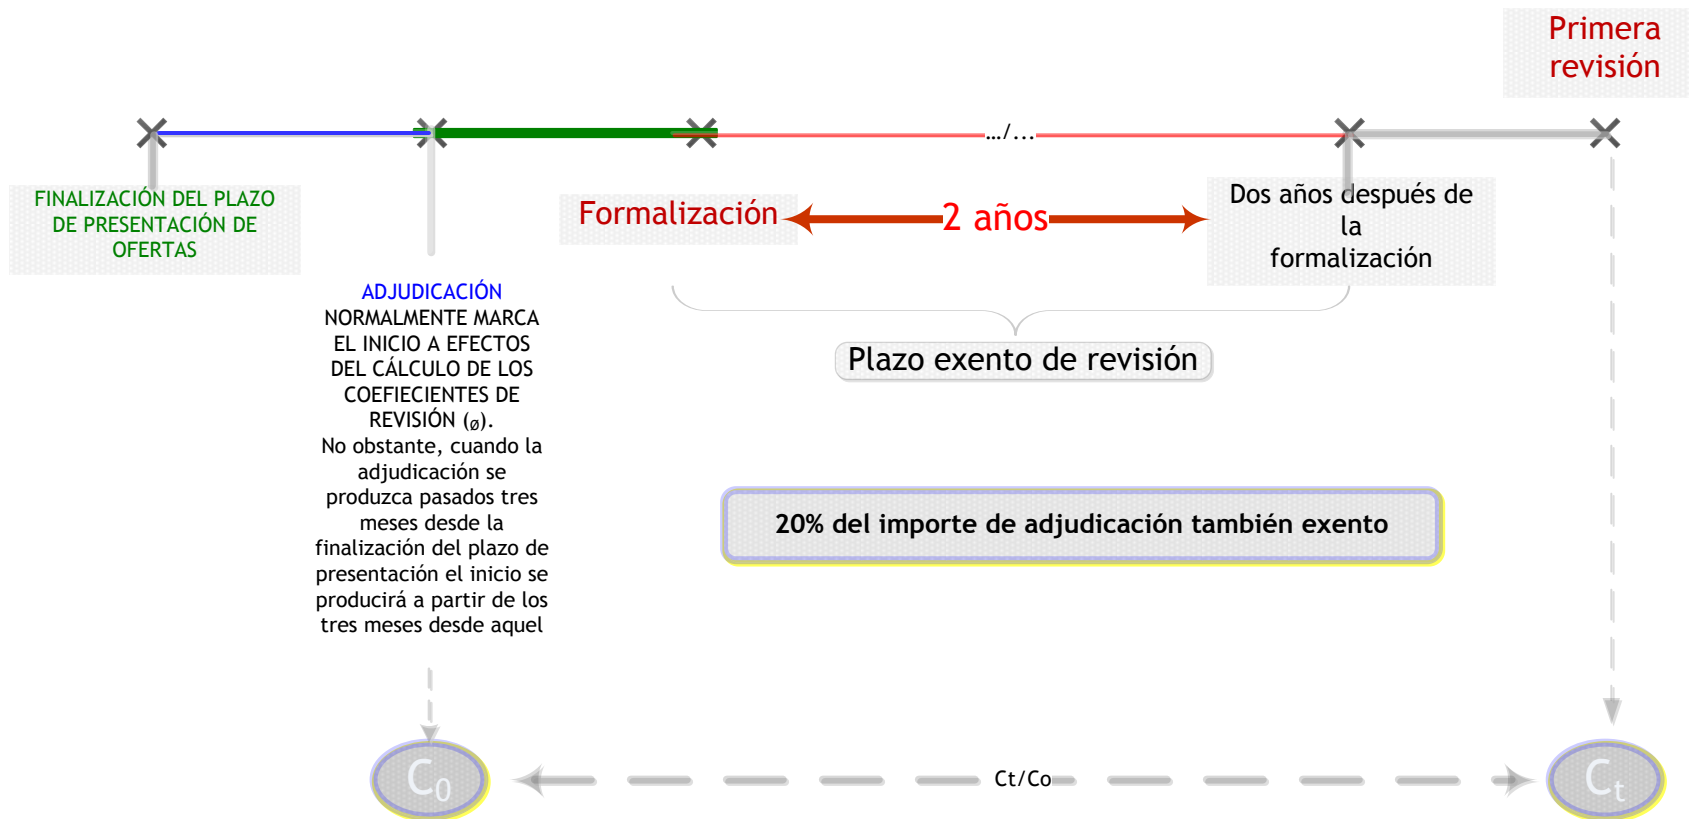 Primera
revisión
…/...
FINALIZACIÓN DEL PLAZO
DE PRESENTACIÓN DE
OFERTAS
Formalización
2 años
Dos años después de
la
formalización
ADJUDICACIÓN
NORMALMENTE MARCA
EL INICIO A EFECTOS
DEL CÁLCULO DE LOS
COEFIECIENTES DE
REVISIÓN (ø).
No obstante, cuando la
adjudicación se
produzca pasados tres
meses desde la
finalización del plazo de
presentación el inicio se
producirá a partir de los
tres meses desde aquel
Plazo exento de revisión
20% del importe de adjudicación también exento
C0
Ct/Co
Ct